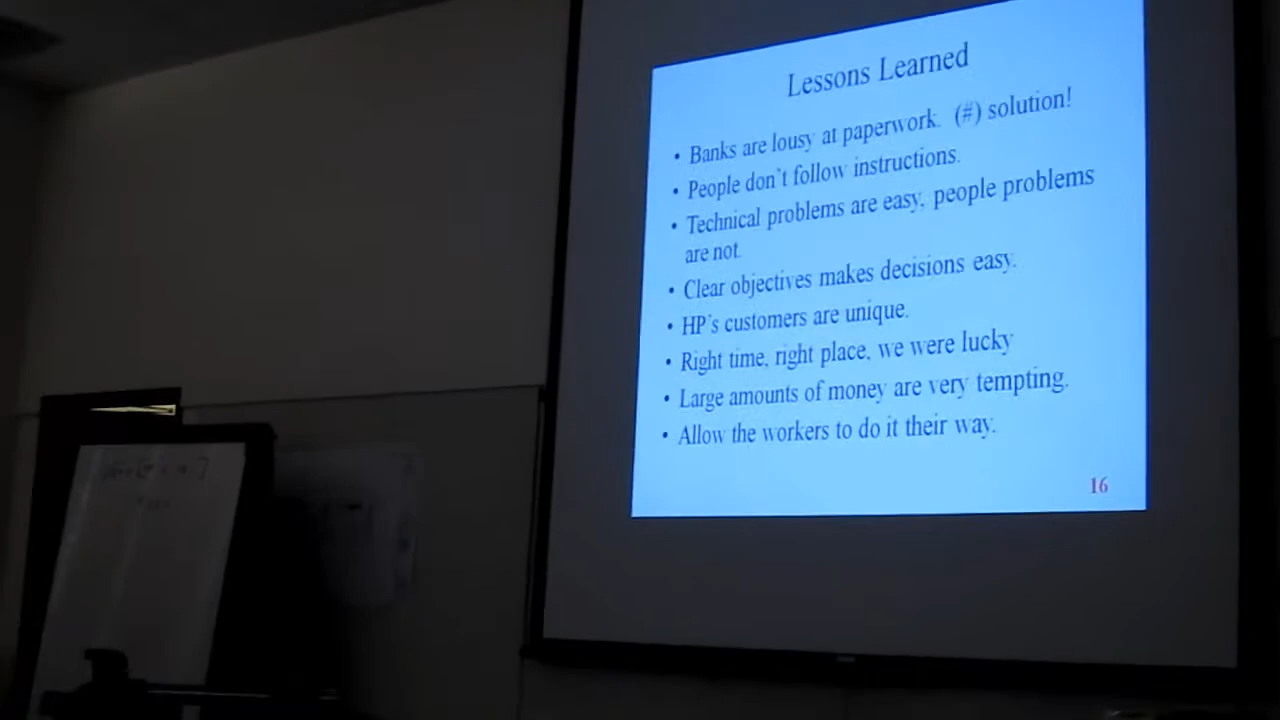 Lessons Learned
• Banks are lousy at paperwork. (#) solution!
• People don't follow instructions.
• Technical problems are easy, people problems
are not.
• Clear objectives makes decisions easy.
• HP's customers are unique.
• Right time, right place, we were lucky
• Large amounts of money are very tempting.
• Allow the workers to do it their way.
16